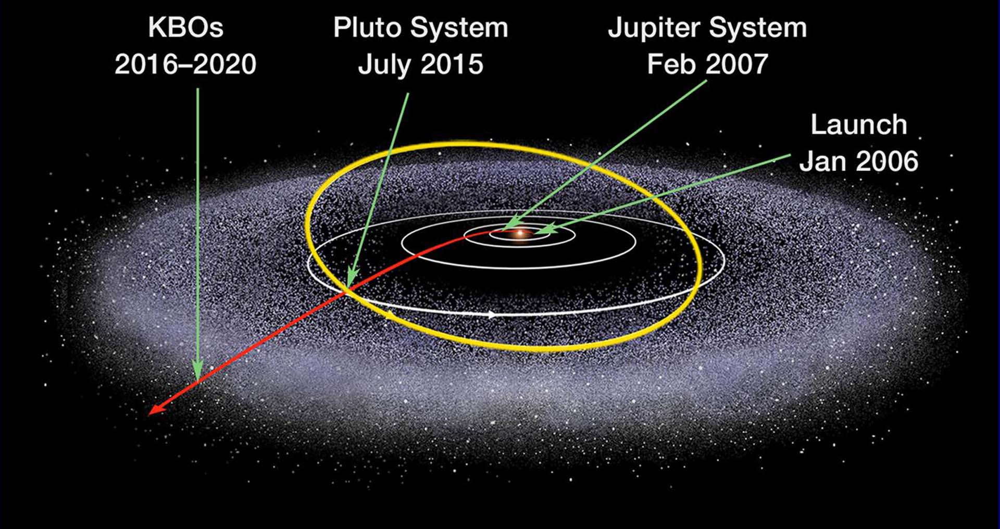 KBOs
2016–2020
Pluto System
July 2015
Jupiter System
Feb 2007
Launch
Jan 2006